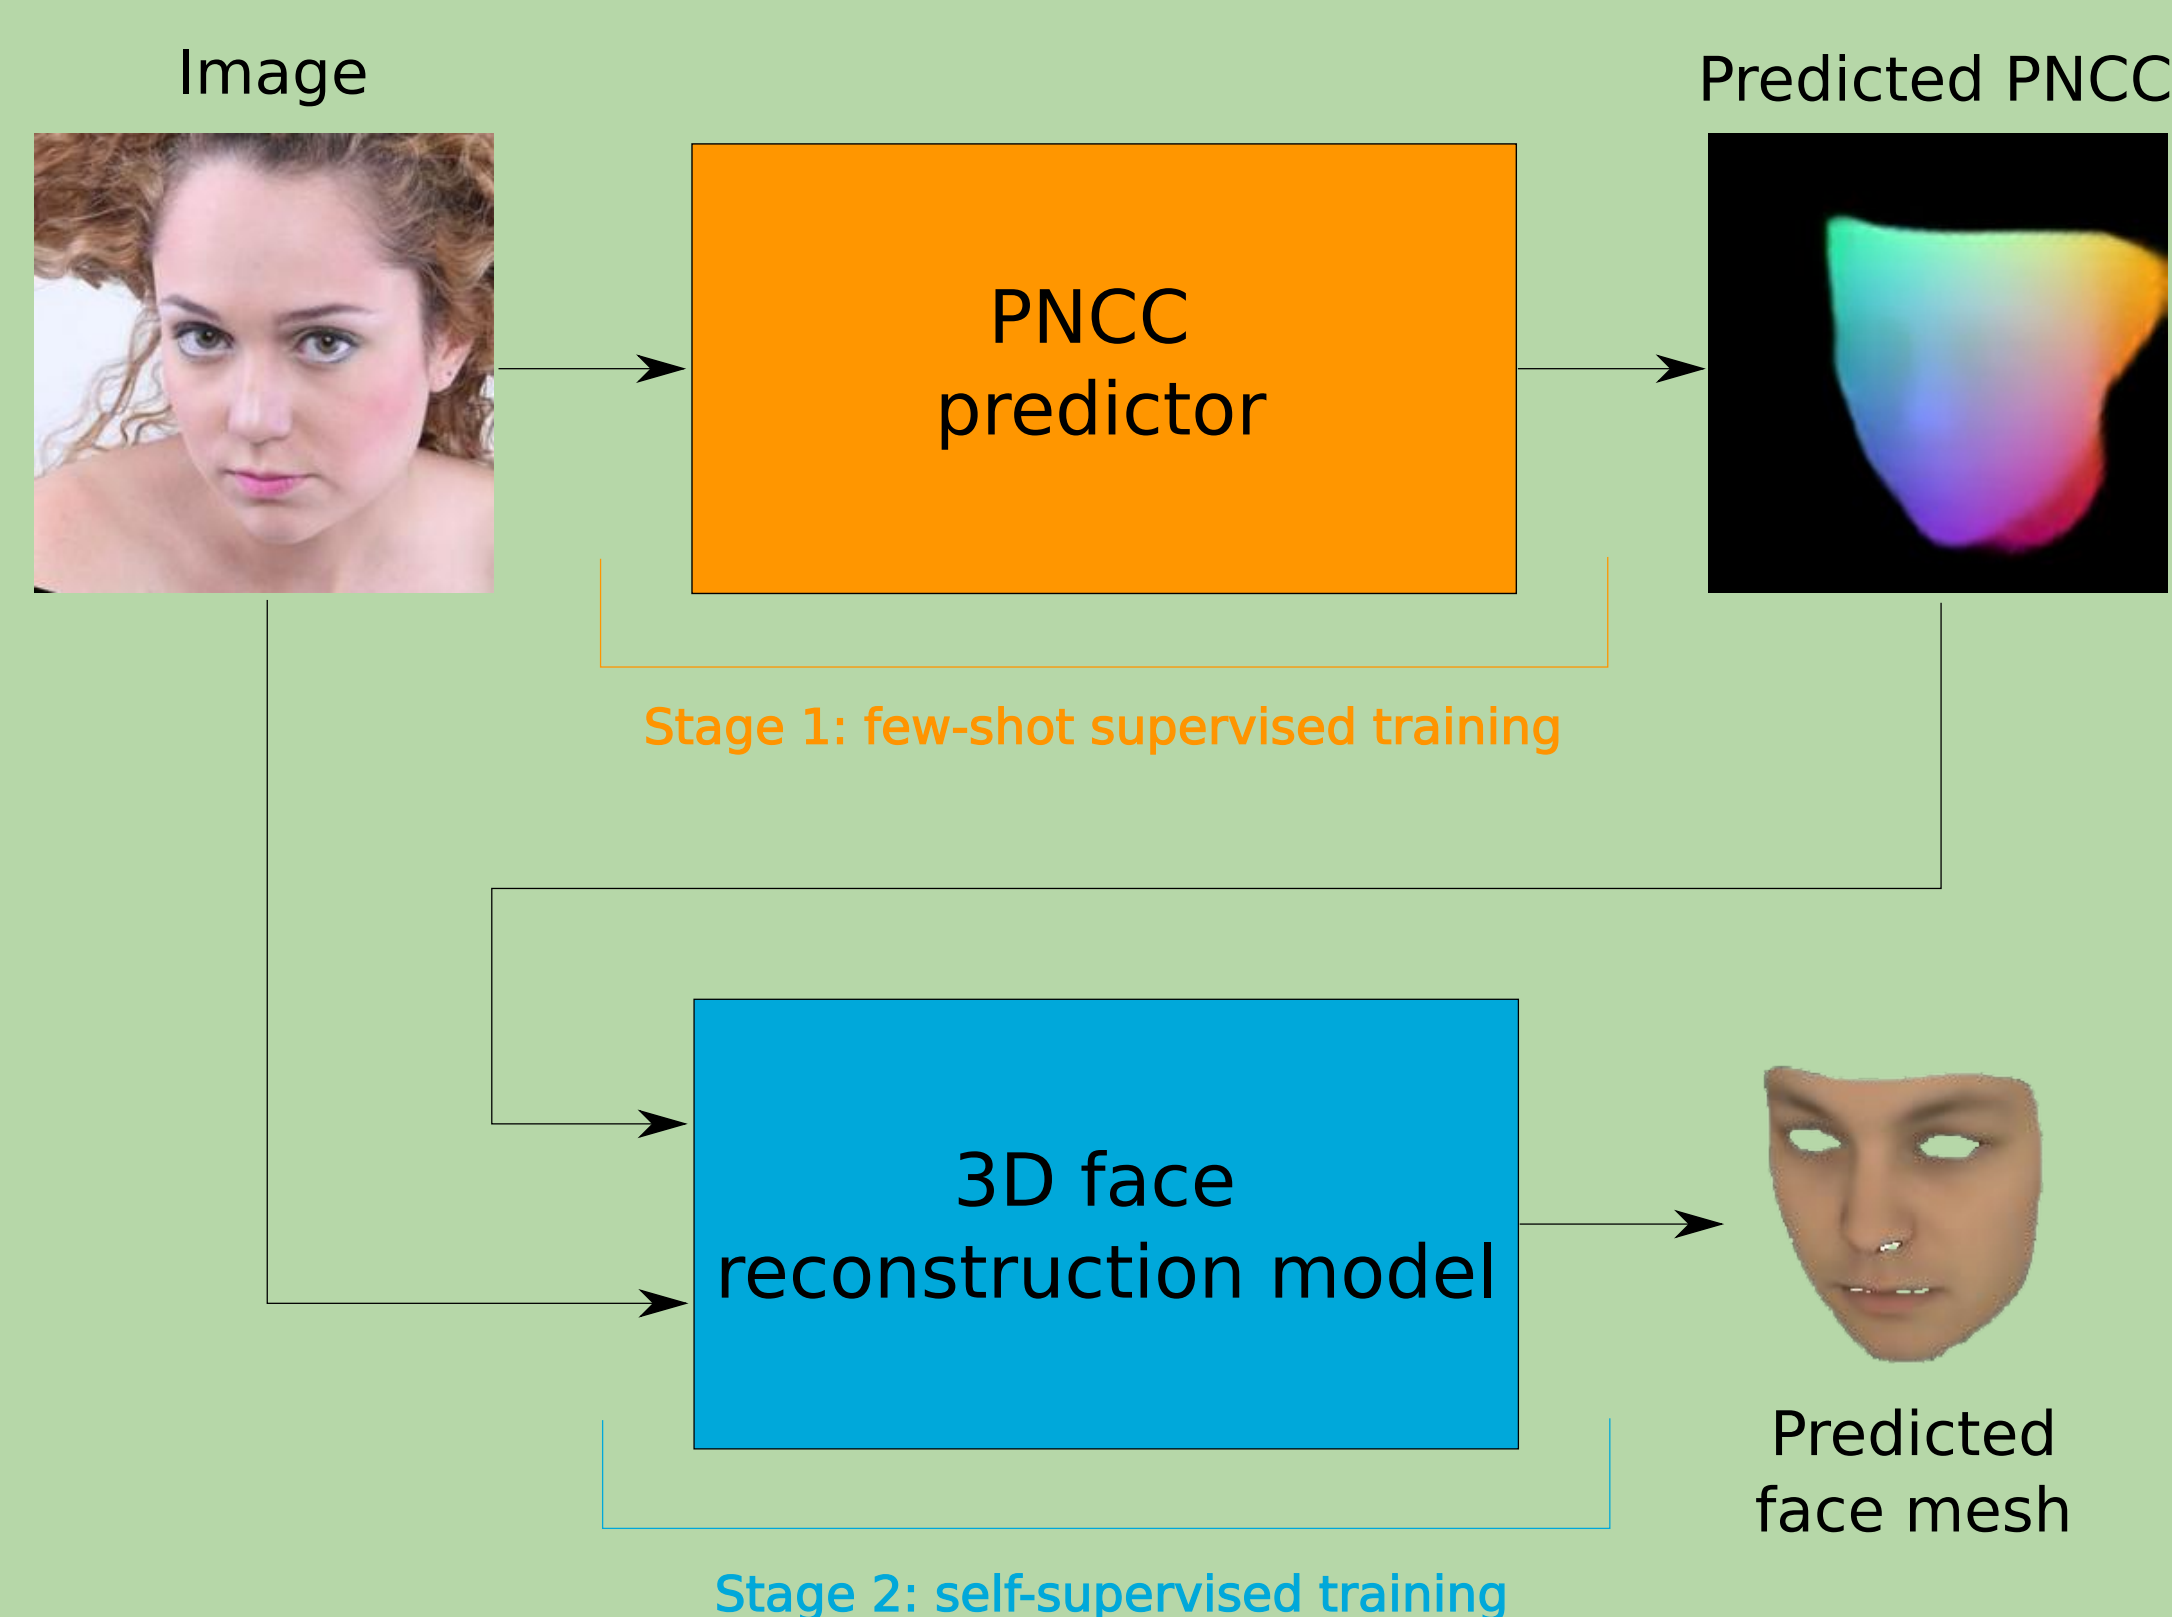 Image
Predicted PNCC
PNCC
predictor
Stage 1: few-shot supervised training
3D face
reconstruction model
Predicted
face mesh
Stage 2: self-supervised training